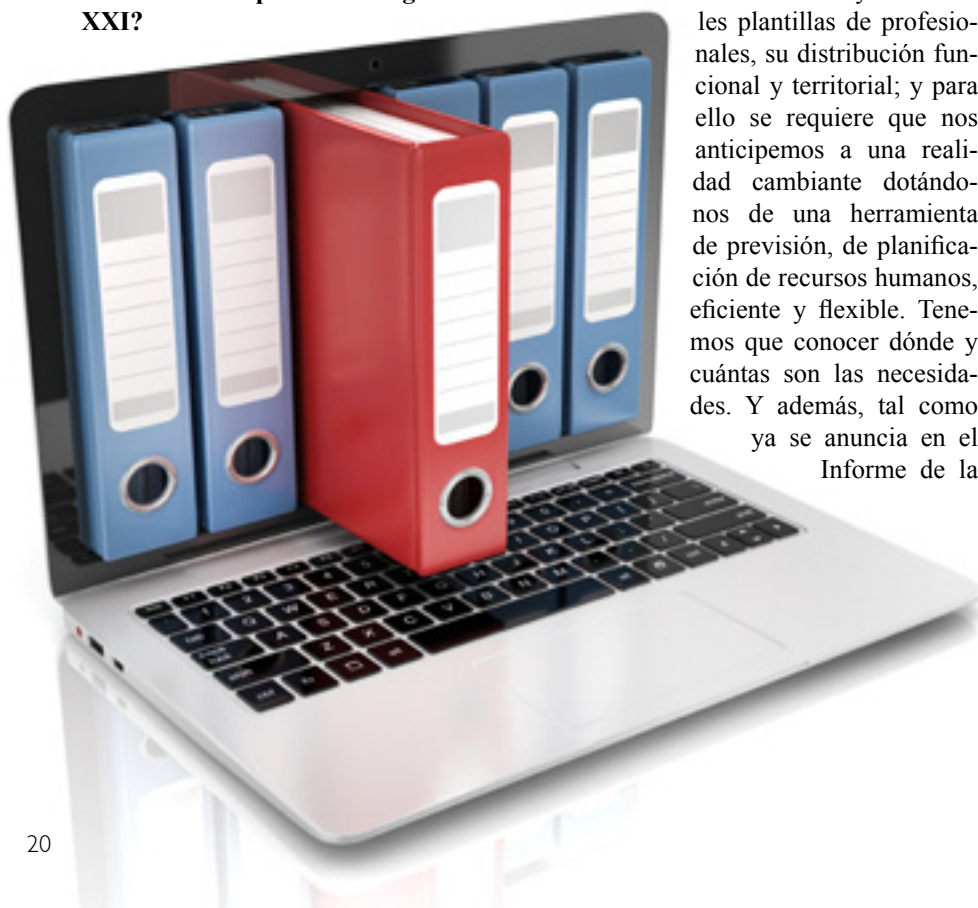 XXI?
les plantillas de profesio-
nales, su distribución fun-
cional y territorial; y para
ello se requiere que nos
anticipemos a una reali-
dad cambiante dotándo-
nos de una herramienta
de previsión, de planifica-
ción de recursos humanos,
eficiente y flexible. Tene-
mos que conocer dónde y
cuántas son las necesida-
des. Y además, tal como
ya se anuncia en el
Informe de la
20